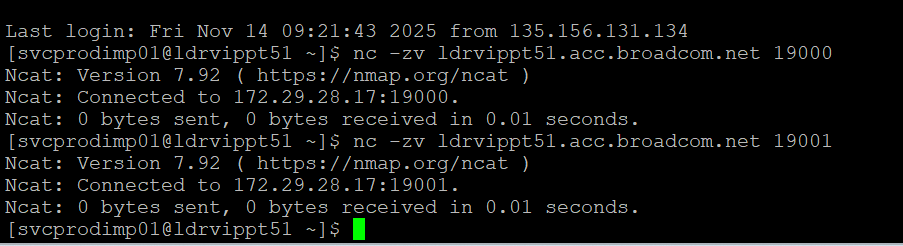 Last login: Fri Nov 14 09:21:43 2025 from 135.156.131.134
[svcprodimp01@ldrvippt51 ~]$ nc -zv ldrvippt51.acc.broadcom.net 19000
Ncat: Version 7.92 ( https://nmap.org/ncat )
Ncat: Connected to 172.29.28.17:19000.
Ncat: 0 bytes sent, 0 bytes received in 0.01 seconds.
[svcprodimp01@ldrvippt51 ~]$ nc -zv ldrvippt51.acc.broadcom.net 19001
Ncat: Version 7.92 ( https://nmap.org/ncat )
Ncat: Connected to 172.29.28.17:19001.
Ncat: 0 bytes sent, 0 bytes received in 0.01 seconds.
[svcprodimp01@ldrvippt51 ~]$